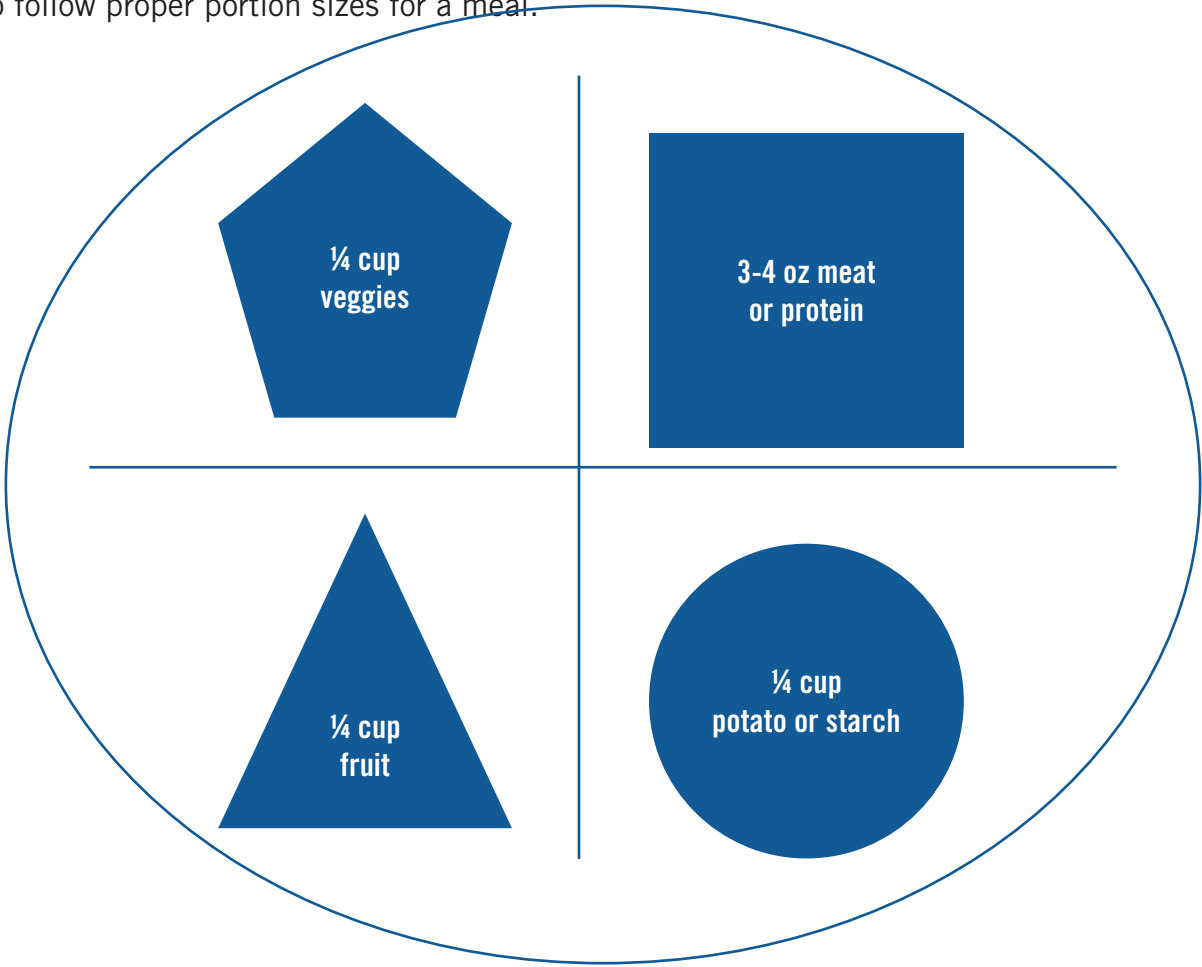 follow proper portion sizes for a meal.
¼ cup
veggies
3-4 oz meat
or protein
¼ cup
fruit
¼ cup
potato or starch